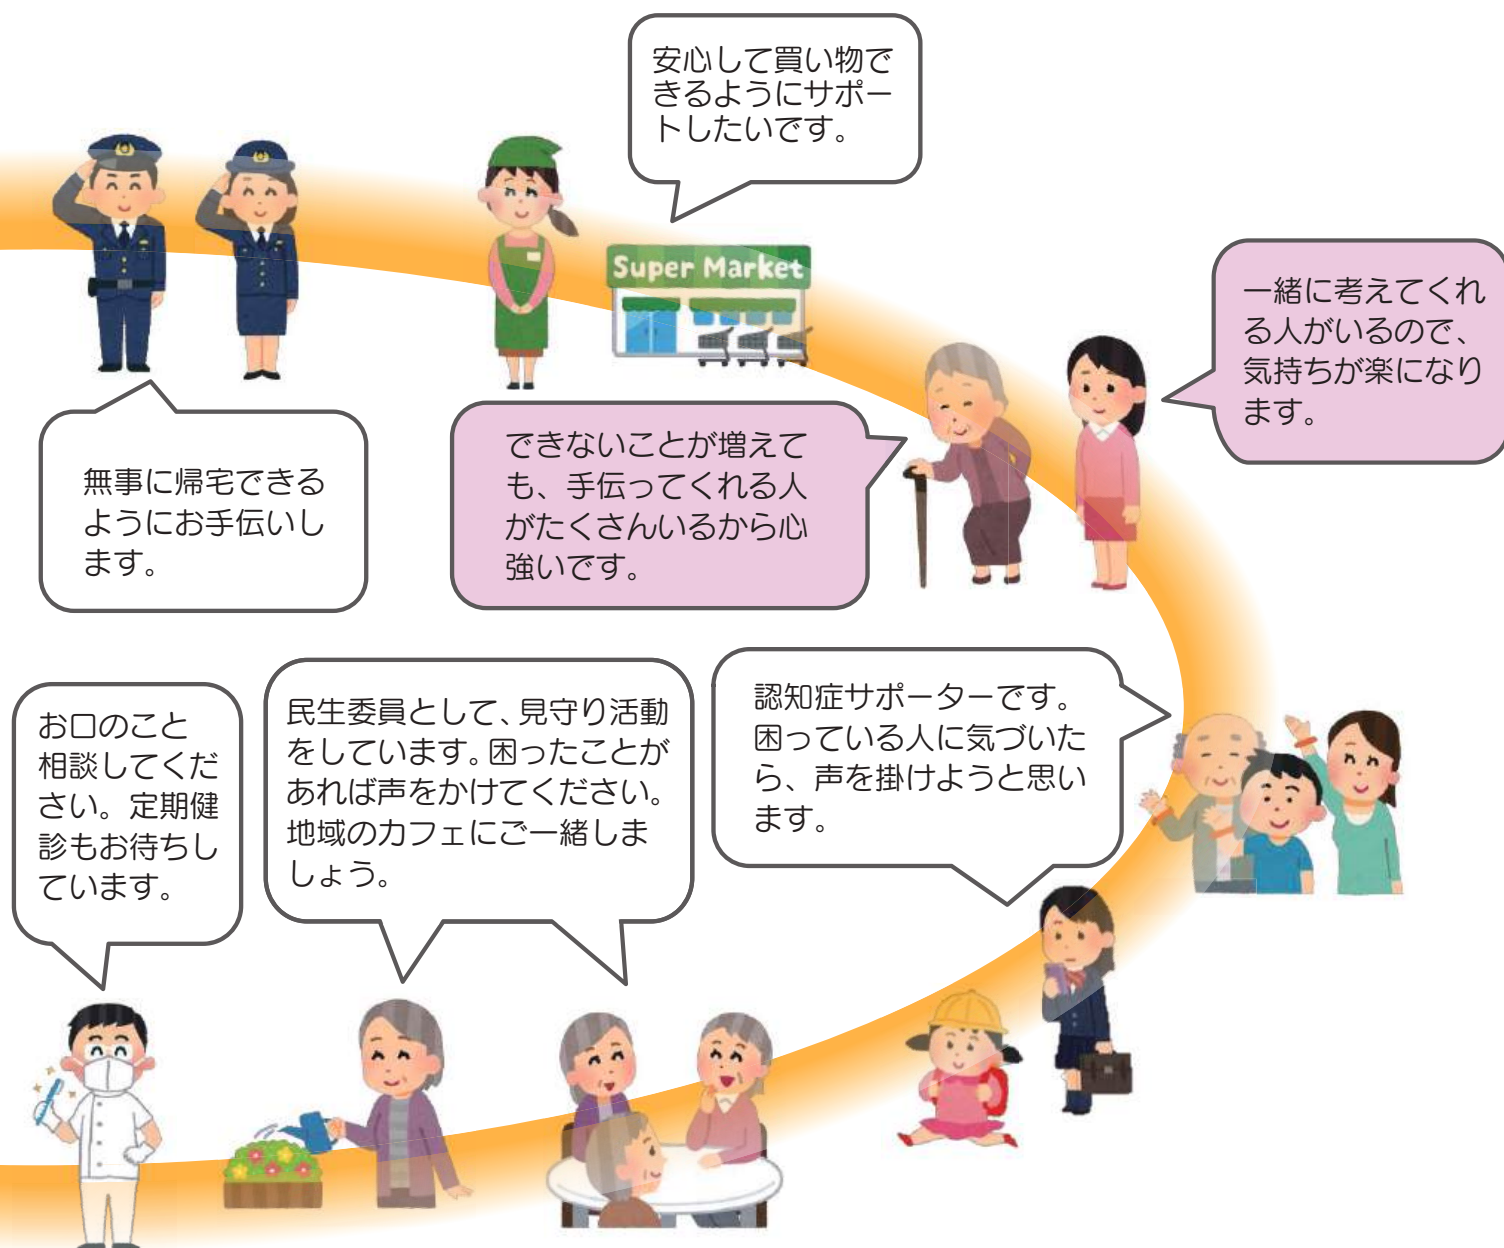 安心して買い物で
きるようにサポー
トしたいです。
Super Market
一緒に考えてくれ
る人がいるので、
気持ちが楽になり
ます。
無事に帰宅できる
ようにお手伝いし
ます。
できないことが増えて
も、手伝ってくれる人
がたくさんいるから心
強いです。
お口のこと
相談してくだ
さい。定期健
診もお待ちし
ています。
民生委員として、見守り活動
をしています。困ったことが
あれば声をかけてください。
地域のカフェにご一緒しま
しょう。
認知症サポーターです。
困っている人に気づいた
ら、声を掛けようと思い
ます。